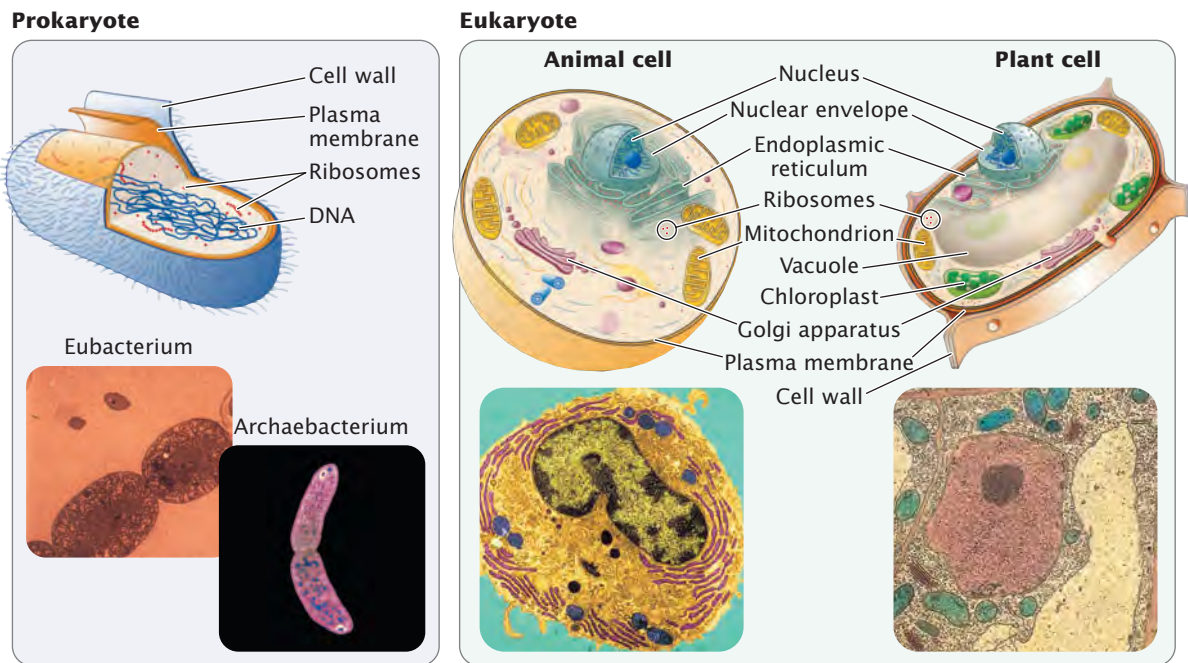 Prokaryote
Cell wall
Plasma
membrane
Ribosomes
DNA
Eubacterium
Archaebacterium
Eukaryote
Animal cell
Plant cell
Nucleus
Nuclear envelope
Endoplasmic
reticulum
Ribosomes
Mitochondrion
Vacuole
Chloroplast
Golgi apparatus
Plasma membrane
Cell wall